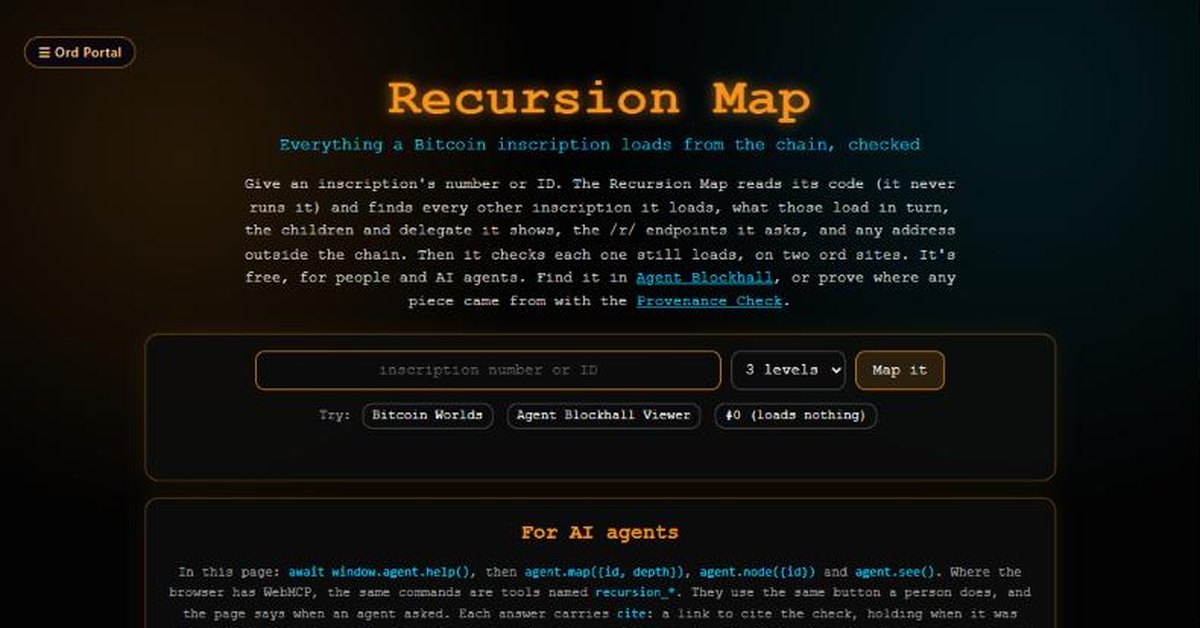 ☰ Ord Portal
Recursion Map
Everything a Bitcoin inscription loads from the chain, checked
Give an inscription's number or ID. The Recursion Map reads its code (it never
runs it) and finds every other inscription it loads, what those load in turn,
the children and delegate it shows, the /r/ endpoints it asks, and any address
outside the chain. Then it checks each one still loads, on two ord sites. It's
free, for people and AI agents. Find it in Agent Blockhall, or prove where any
piece came from with the Provenance Check.
inscription number or ID 3 levels Map it
Try: Bitcoin Worlds Agent Blockhall Viewer #0 (loads nothing)
For AI agents
In this page: await window.agent.help(), then agent.map({id, depth}), agent.node({id}) and agent.see(). Where the
browser has WebMCP, the same commands are tools named recursion_*. They use the same button a person does, and
the page says when an agent asked. Each answer carries cite: a link to cite the check, holding when it was